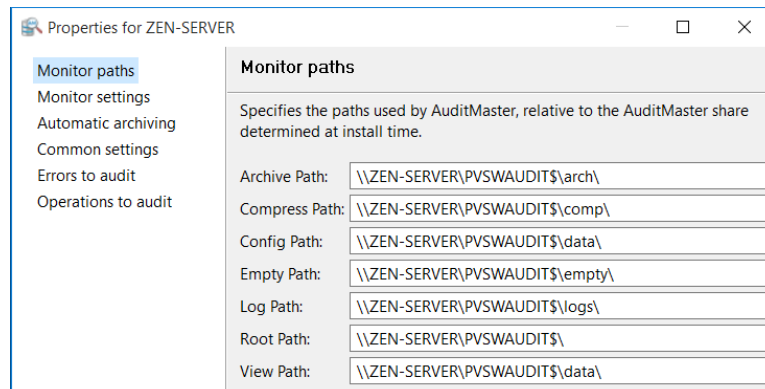 Properties for ZEN-SERVER
Monitor paths
Monitor settings
Automatic archiving
Common settings
Errors to audit
Operations to audit
Monitor paths
Specifies the paths used by AuditMaster, relative to the AuditMaster share
determined at install time.
Archive Path: \\ZEN-SERVER\PVSWAUDIT$\arch\
Compress Path: \\ZEN-SERVER\PVSWAUDIT$\comp\
Config Path: \\ZEN-SERVER\PVSWAUDIT$\data\
Empty Path: \\ZEN-SERVER\PVSWAUDIT$\empty\
Log Path: \\ZEN-SERVER\PVSWAUDIT$\logs\
Root Path: \\ZEN-SERVER\PVSWAUDIT$\
View Path: \\ZEN-SERVER\PVSWAUDIT$\data\